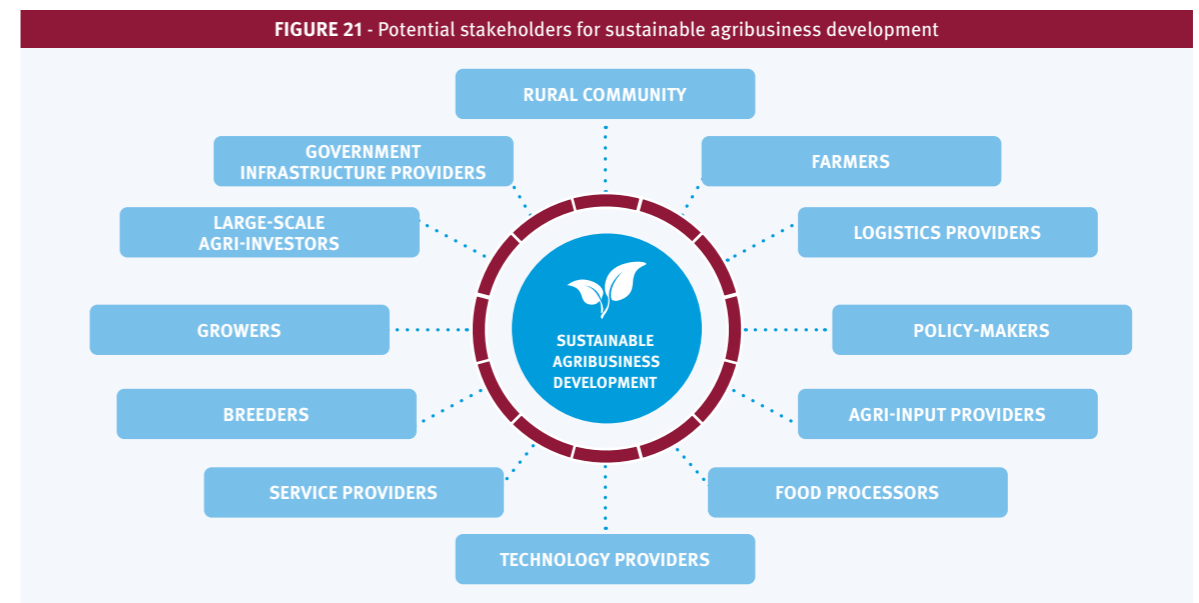 FIGURE 21 - Potential stakeholders for sustainable agribusiness development
RURAL COMMUNITY
GOVERNMENT
INFRASTRUCTURE PROVIDERS
FARMERS
LARGE-SCALE
AGRI-INVESTORS
LOGISTICS PROVIDERS
GROWERS
SUSTAINABLE
AGRIBUSINESS
DEVELOPMENT
POLICY-MAKERS
BREEDERS
AGRI-INPUT PROVIDERS
SERVICE PROVIDERS
FOOD PROCESSORS
TECHNOLOGY PROVIDERS